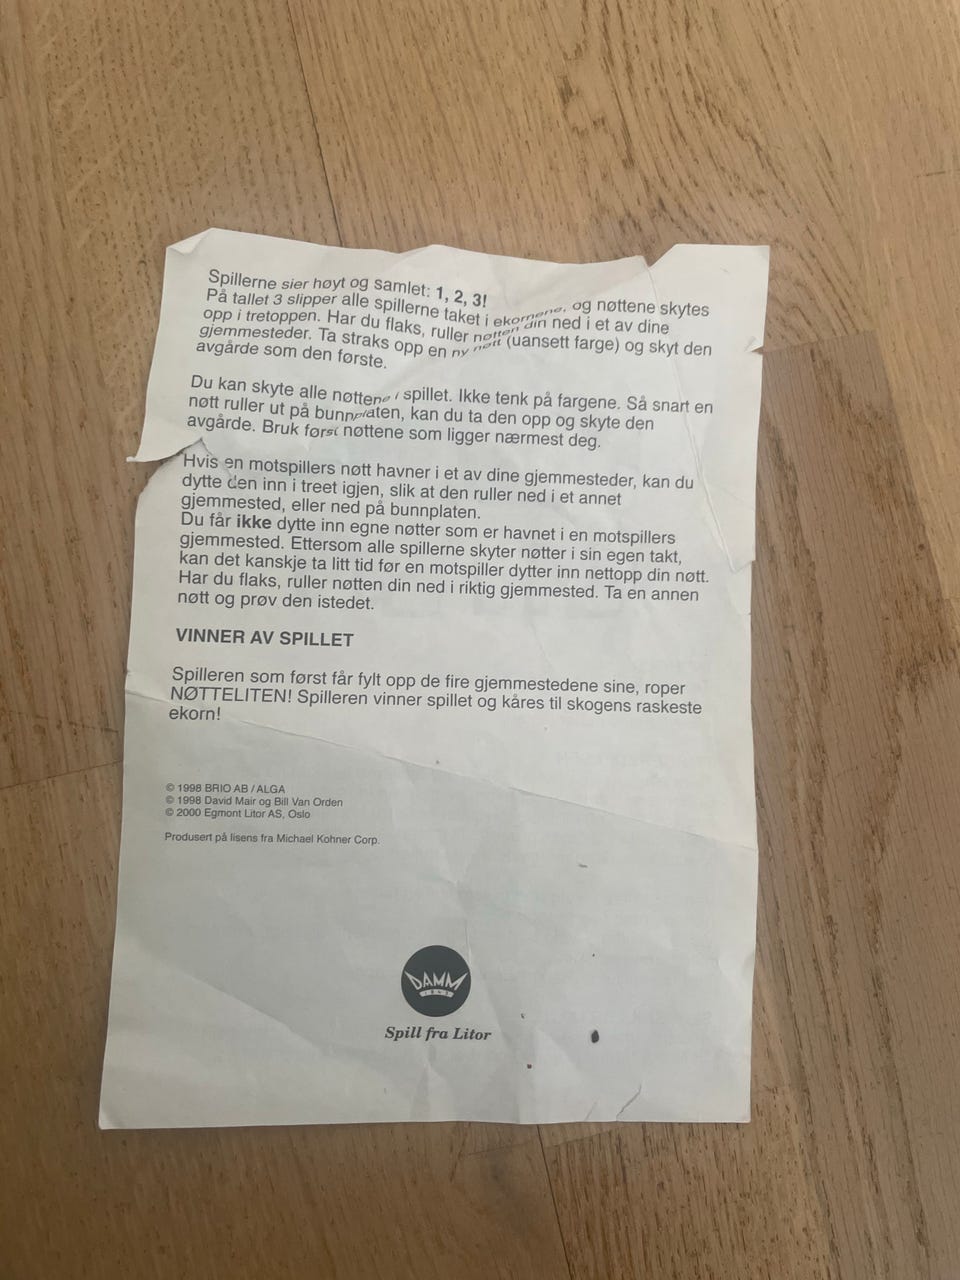 Spillerne sier høyt og samlet: 1, 2, 3!
På tallet 3 slipper alle spillerne taket i ekornene, og nøttene skytes
opp i tretoppen. Har du flaks, ruller nøtten din ned i et av dine
gjemmesteder. Ta straks opp en ny nøtt (uansett farge) og skyt den
avgårde som den første.
Du kan skyte alle nøttene i spillet. Ikke tenk på fargene. Så snart en
nøtt ruller ut på bunnplaten, kan du ta den opp og skyte den
avgårde. Bruk først nøttene som ligger nærmest deg.
Hvis en motspillers nøtt havner i et av dine gjemmesteder, kan du
dytte den inn i treet igjen, slik at den ruller ned i et annet
gjemmested, eller ned på bunnplaten.
Du får ikke dytte inn egne nøtter som er havnet i en motspillers
gjemmested. Ettersom alle spillerne skyter nøtter i sin egen takt,
kan det kanskje ta litt tid før en motspiller dytter inn nettopp din nøtt.
Har du flaks, ruller nøtten din ned i riktig gjemmested. Ta en annen
nøtt og prøv den istedet.
VINNER AV SPILLET
Spilleren som først får fylt opp de fire gjemmestedene sine, roper
NØTTELITEN! Spilleren vinner spillet og kåres til skogens raskeste
ekorn!
© 1998 BRIO AB / ALGA
© 1998 David Mair og Bill Van Orden
© 2000 Egmont Litor AS, Oslo
Produsert på lisens fra Michael Kohner Corp.
DAMM
Spill fra Litor